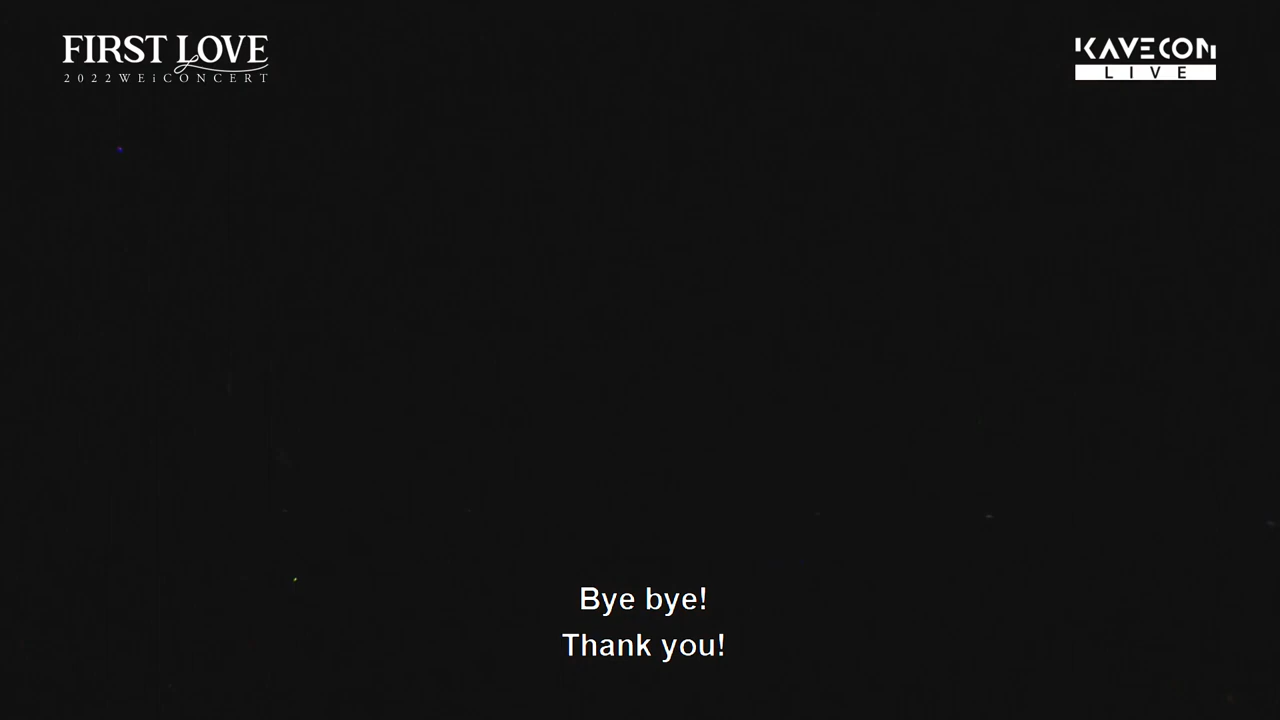 FIRST LOVE
2022 WEi CONCERT
KAVECON
LIVE
Bye bye!
Thank you!